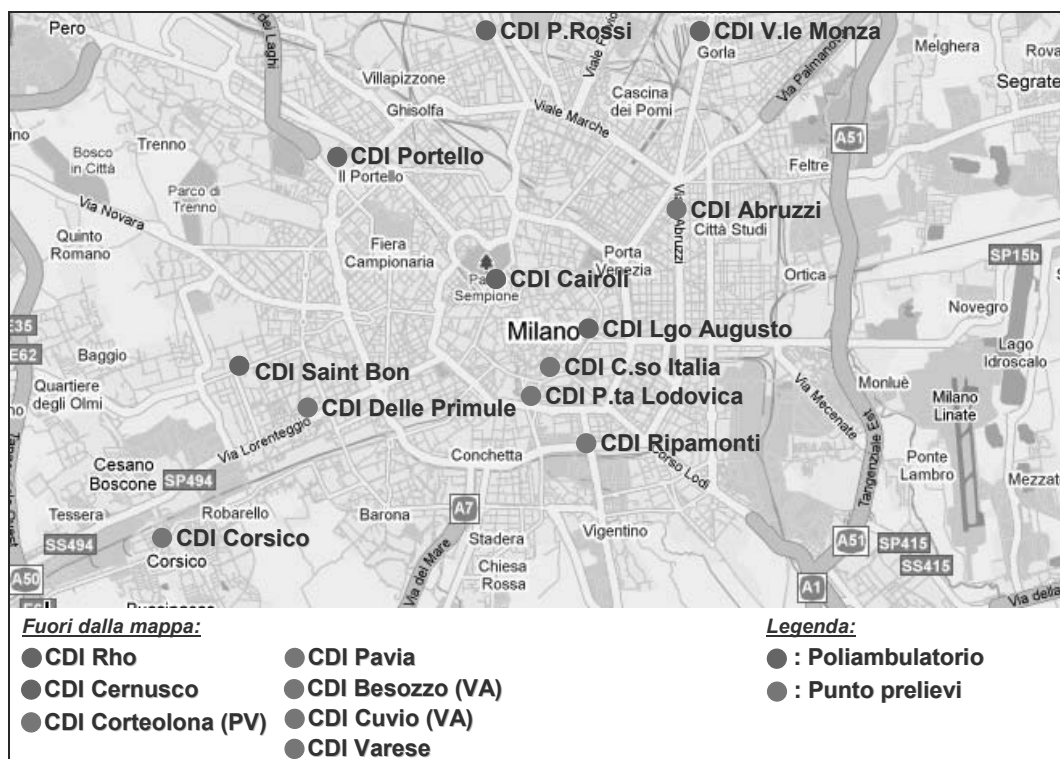 Pero
CDI P.Rossi
CDI V.le Monza
Gorla
Melghera
Segrate
Villapizzone
Ghisolfa
Cascina
dei Pomi
Via Palmanova
Viale Marche
A51
Trenno
Bosco
in Città
CDI Portello
Il Portello
Feltre
Parco di
Trenno
Via Novara
CDI Abruzzi
Città Studi
Quinto
Romano
Fiera
Campionaria
Porta
Venezia
Ortica
SP15b
CDI Cairoli
Sempione
Novegro
E35
Milano
CDI Lgo Augusto
E62
Baggio
Lago
Idroscalo
CDI Saint Bon
CDI C.so Italia
Quartiere
degli Olmi
Monluè
Milano
Linate
CDI P.ta Lodovica
CDI Delle Primule
Via Mecenate
Via Lorenteggio
CDI Ripamonti
Tangenziale Est
Cesano
Boscone
Conchetta
Ponte
Lambro
SP494
Corso Lodi
Mezzate
Tessera
Robarello
A7
Barona
Vigentino
SS494
CDI Corsico
Corsico
Stadera
A51
SP415
SS415
Chiesa
Rossa
Via del Mare
A50
A1
Via della
Fuori dalla mappa:
Legenda:
CDI Rho
CDI Pavia
: Poliambulatorio
CDI Cernusco
CDI Besozzo (VA)
: Punto prelievi
CDI Corteolona (PV)
CDI Cuvio (VA)
CDI Varese